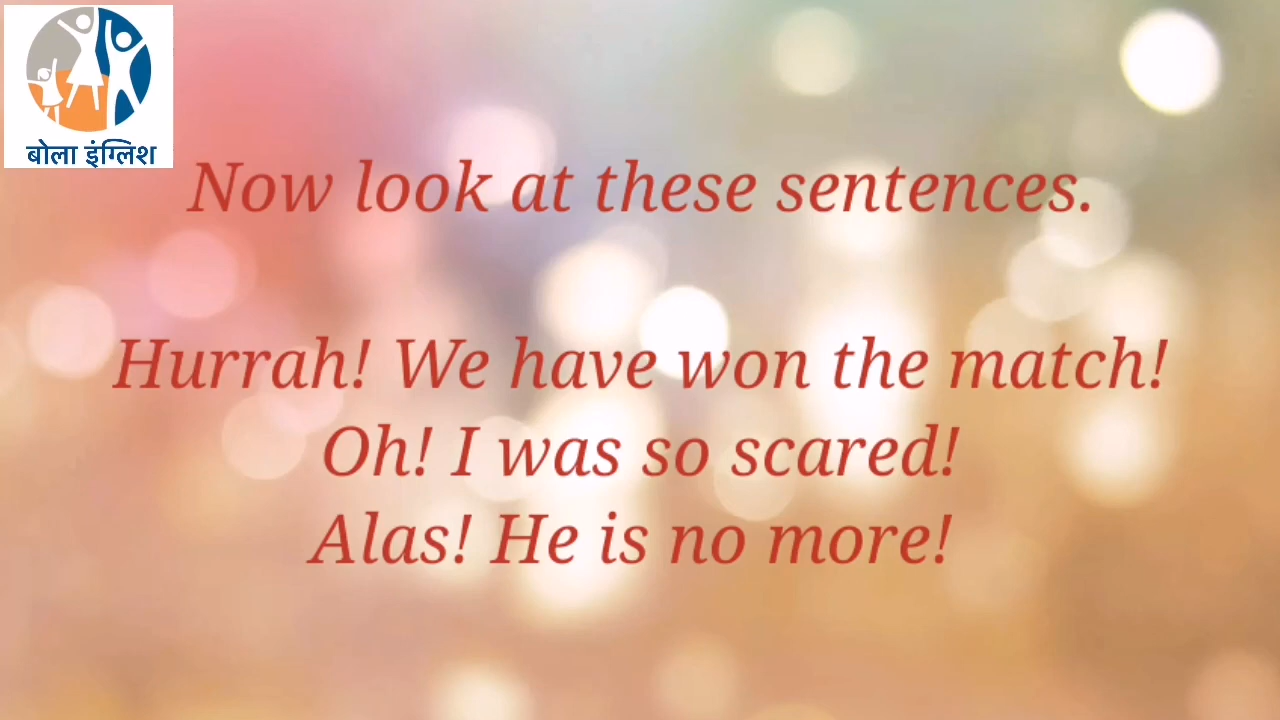 बोला इंग्लिश
Now look at these sentences.
Hurrah! We have won the match!
Oh! I was so scared!
Alas! He is no more!